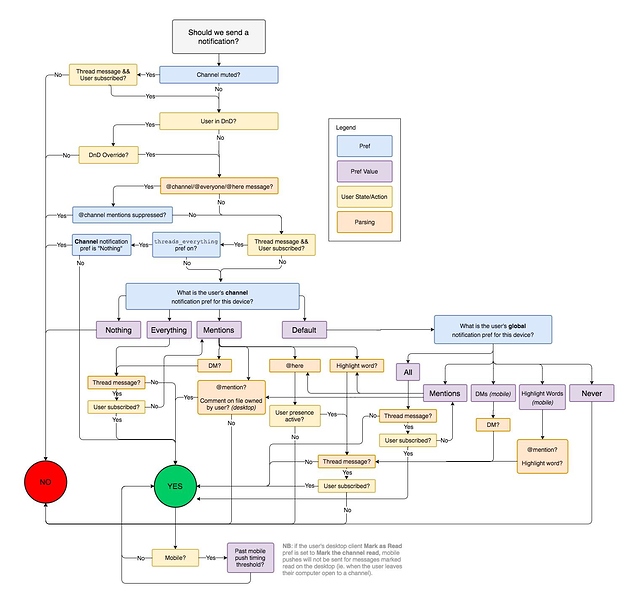 Should we send a
notification?
Thread message &&
User subscribed?
No
Yes
Channel muted?
Yes
No
User in DnD?
Yes
No
DnD Override?
No
Yes
Legend
Pref
Pref Value
User State/Action
Parsing
@channel/@everyone/@here message?
Yes
No
@channel mentions suppressed?
Yes
No
Channel notification
pref is "Nothing"
Yes
No
threads_everything
pref on?
Yes
No
Thread message &&
User subscribed?
Yes
No
What is the user's channel
notification pref for this device?
What is the user's global
notification pref for this device?
Nothing
Everything
Mentions
Default
DM?
@here
Highlight word?
All
Mentions
DMs (mobile)
Highlight Words
(mobile)
Never
Thread message?
No
Yes
User subscribed?
No
Yes
Yes
@mention?
Comment on file owned
by user? (desktop)
No
User presence
active?
Yes
No
No
Thread message?
Yes
User subscribed?
No
Yes
DM?
@mention?
Highlight word?
No
Thread message?
Yes
Yes
User subscribed?
No
NO
YES
No
Mobile?
Yes
Past mobile
push timing
threshold?
NB: if the user's desktop client Mark as Read
pref is set to Mark the channel read, mobile
pushes will not be sent for messages marked
read on the desktop (ie. when the user leaves
their computer open to a channel).